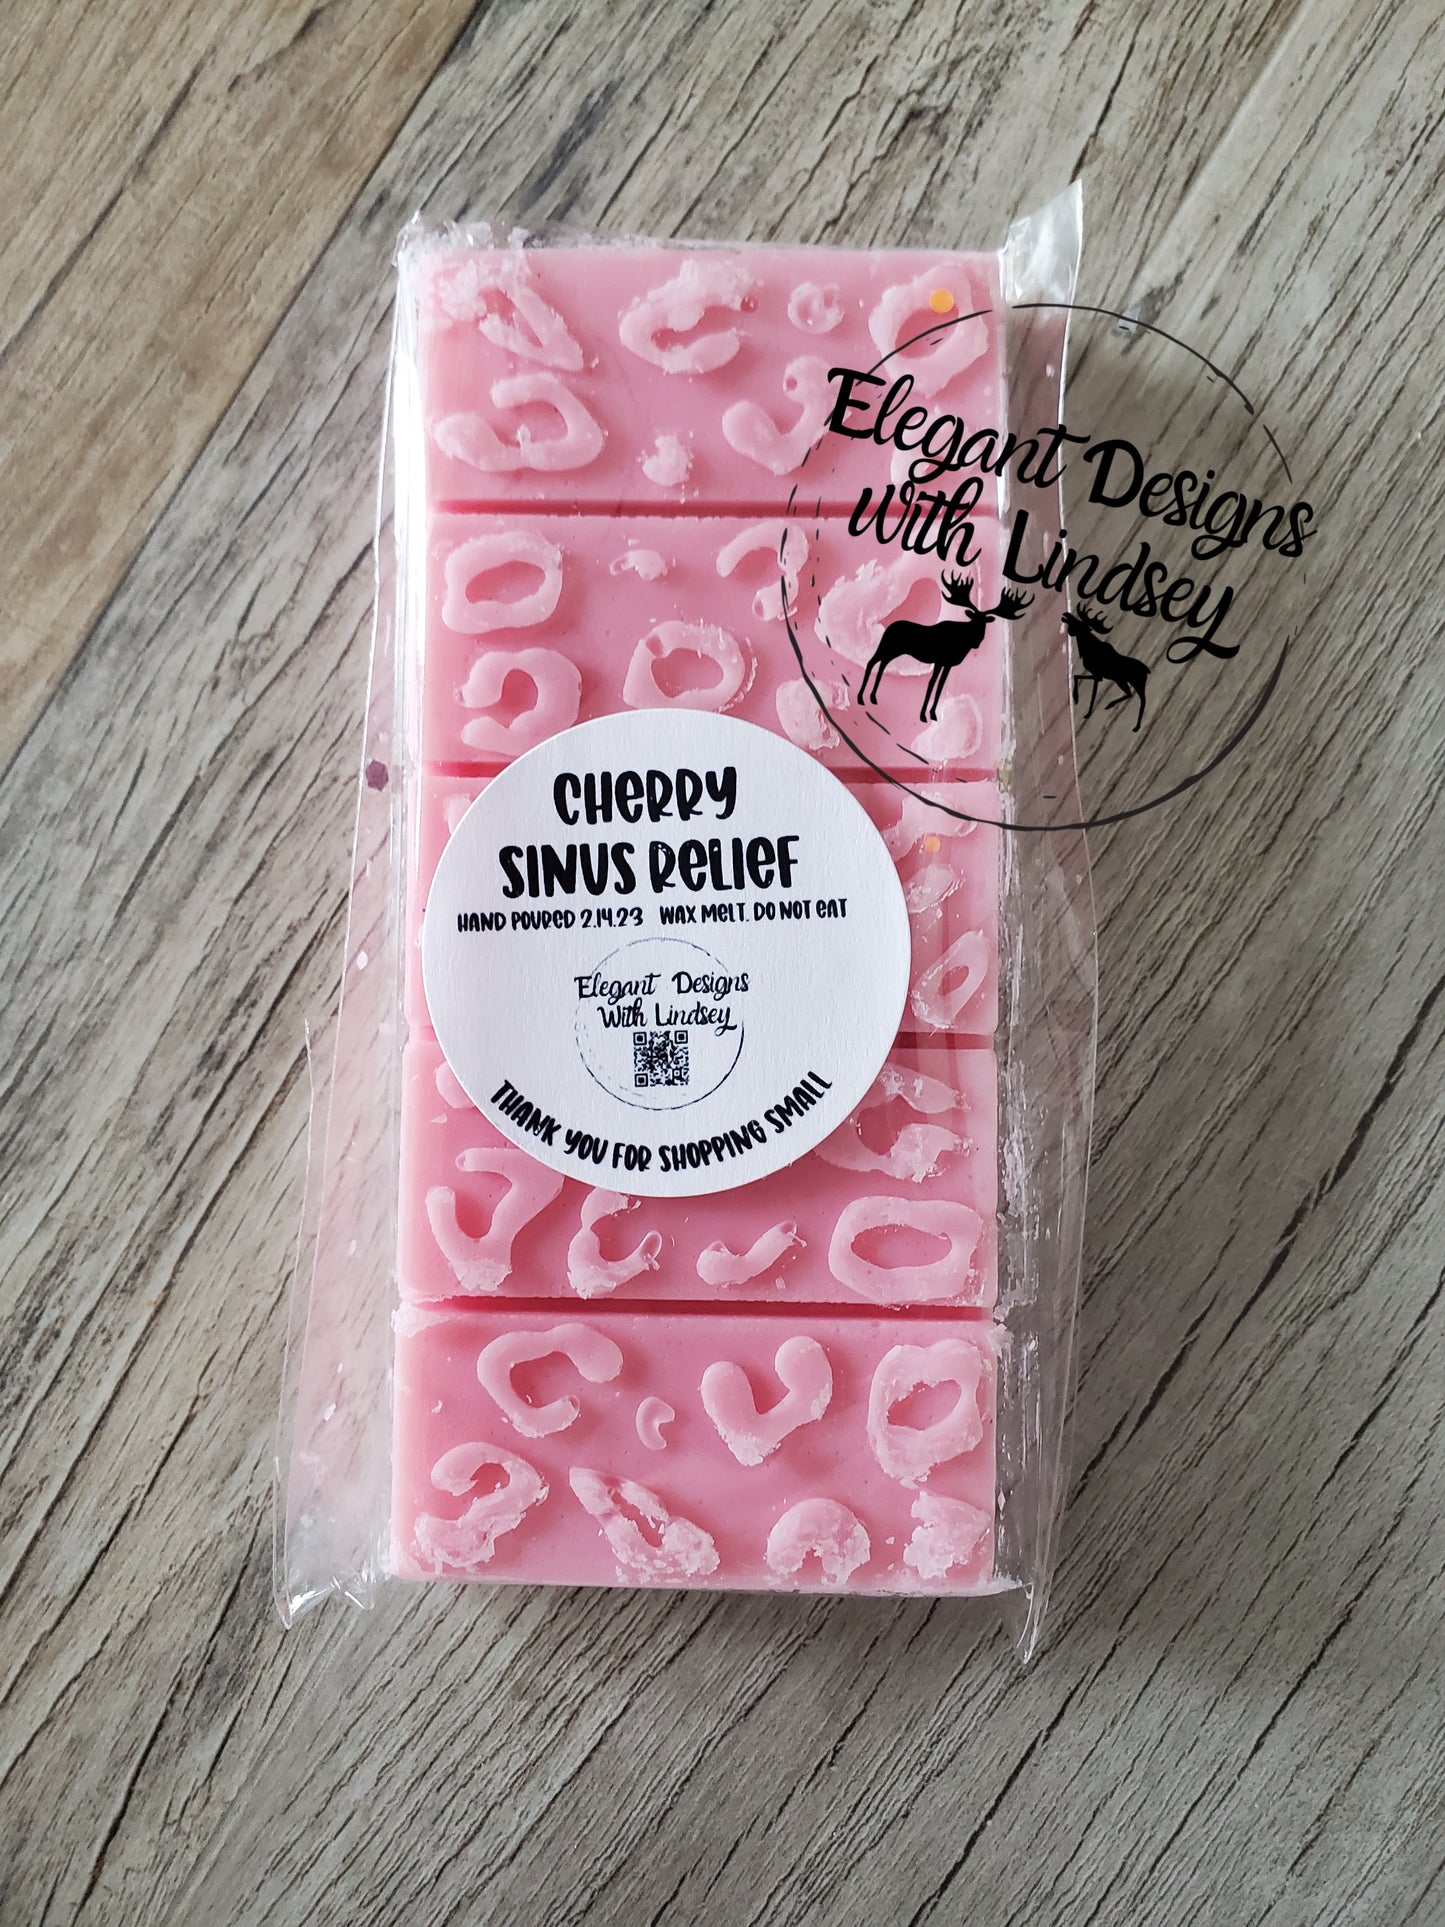 Elegant Designs
With Lindsey
CHERRY
SINUS RELIEF
HAND POURED 2.14.23 WAX MELT. DO NOT EAT
Elegant Designs
With Lindsey
THANK YOU FOR SHOPPING SMALL